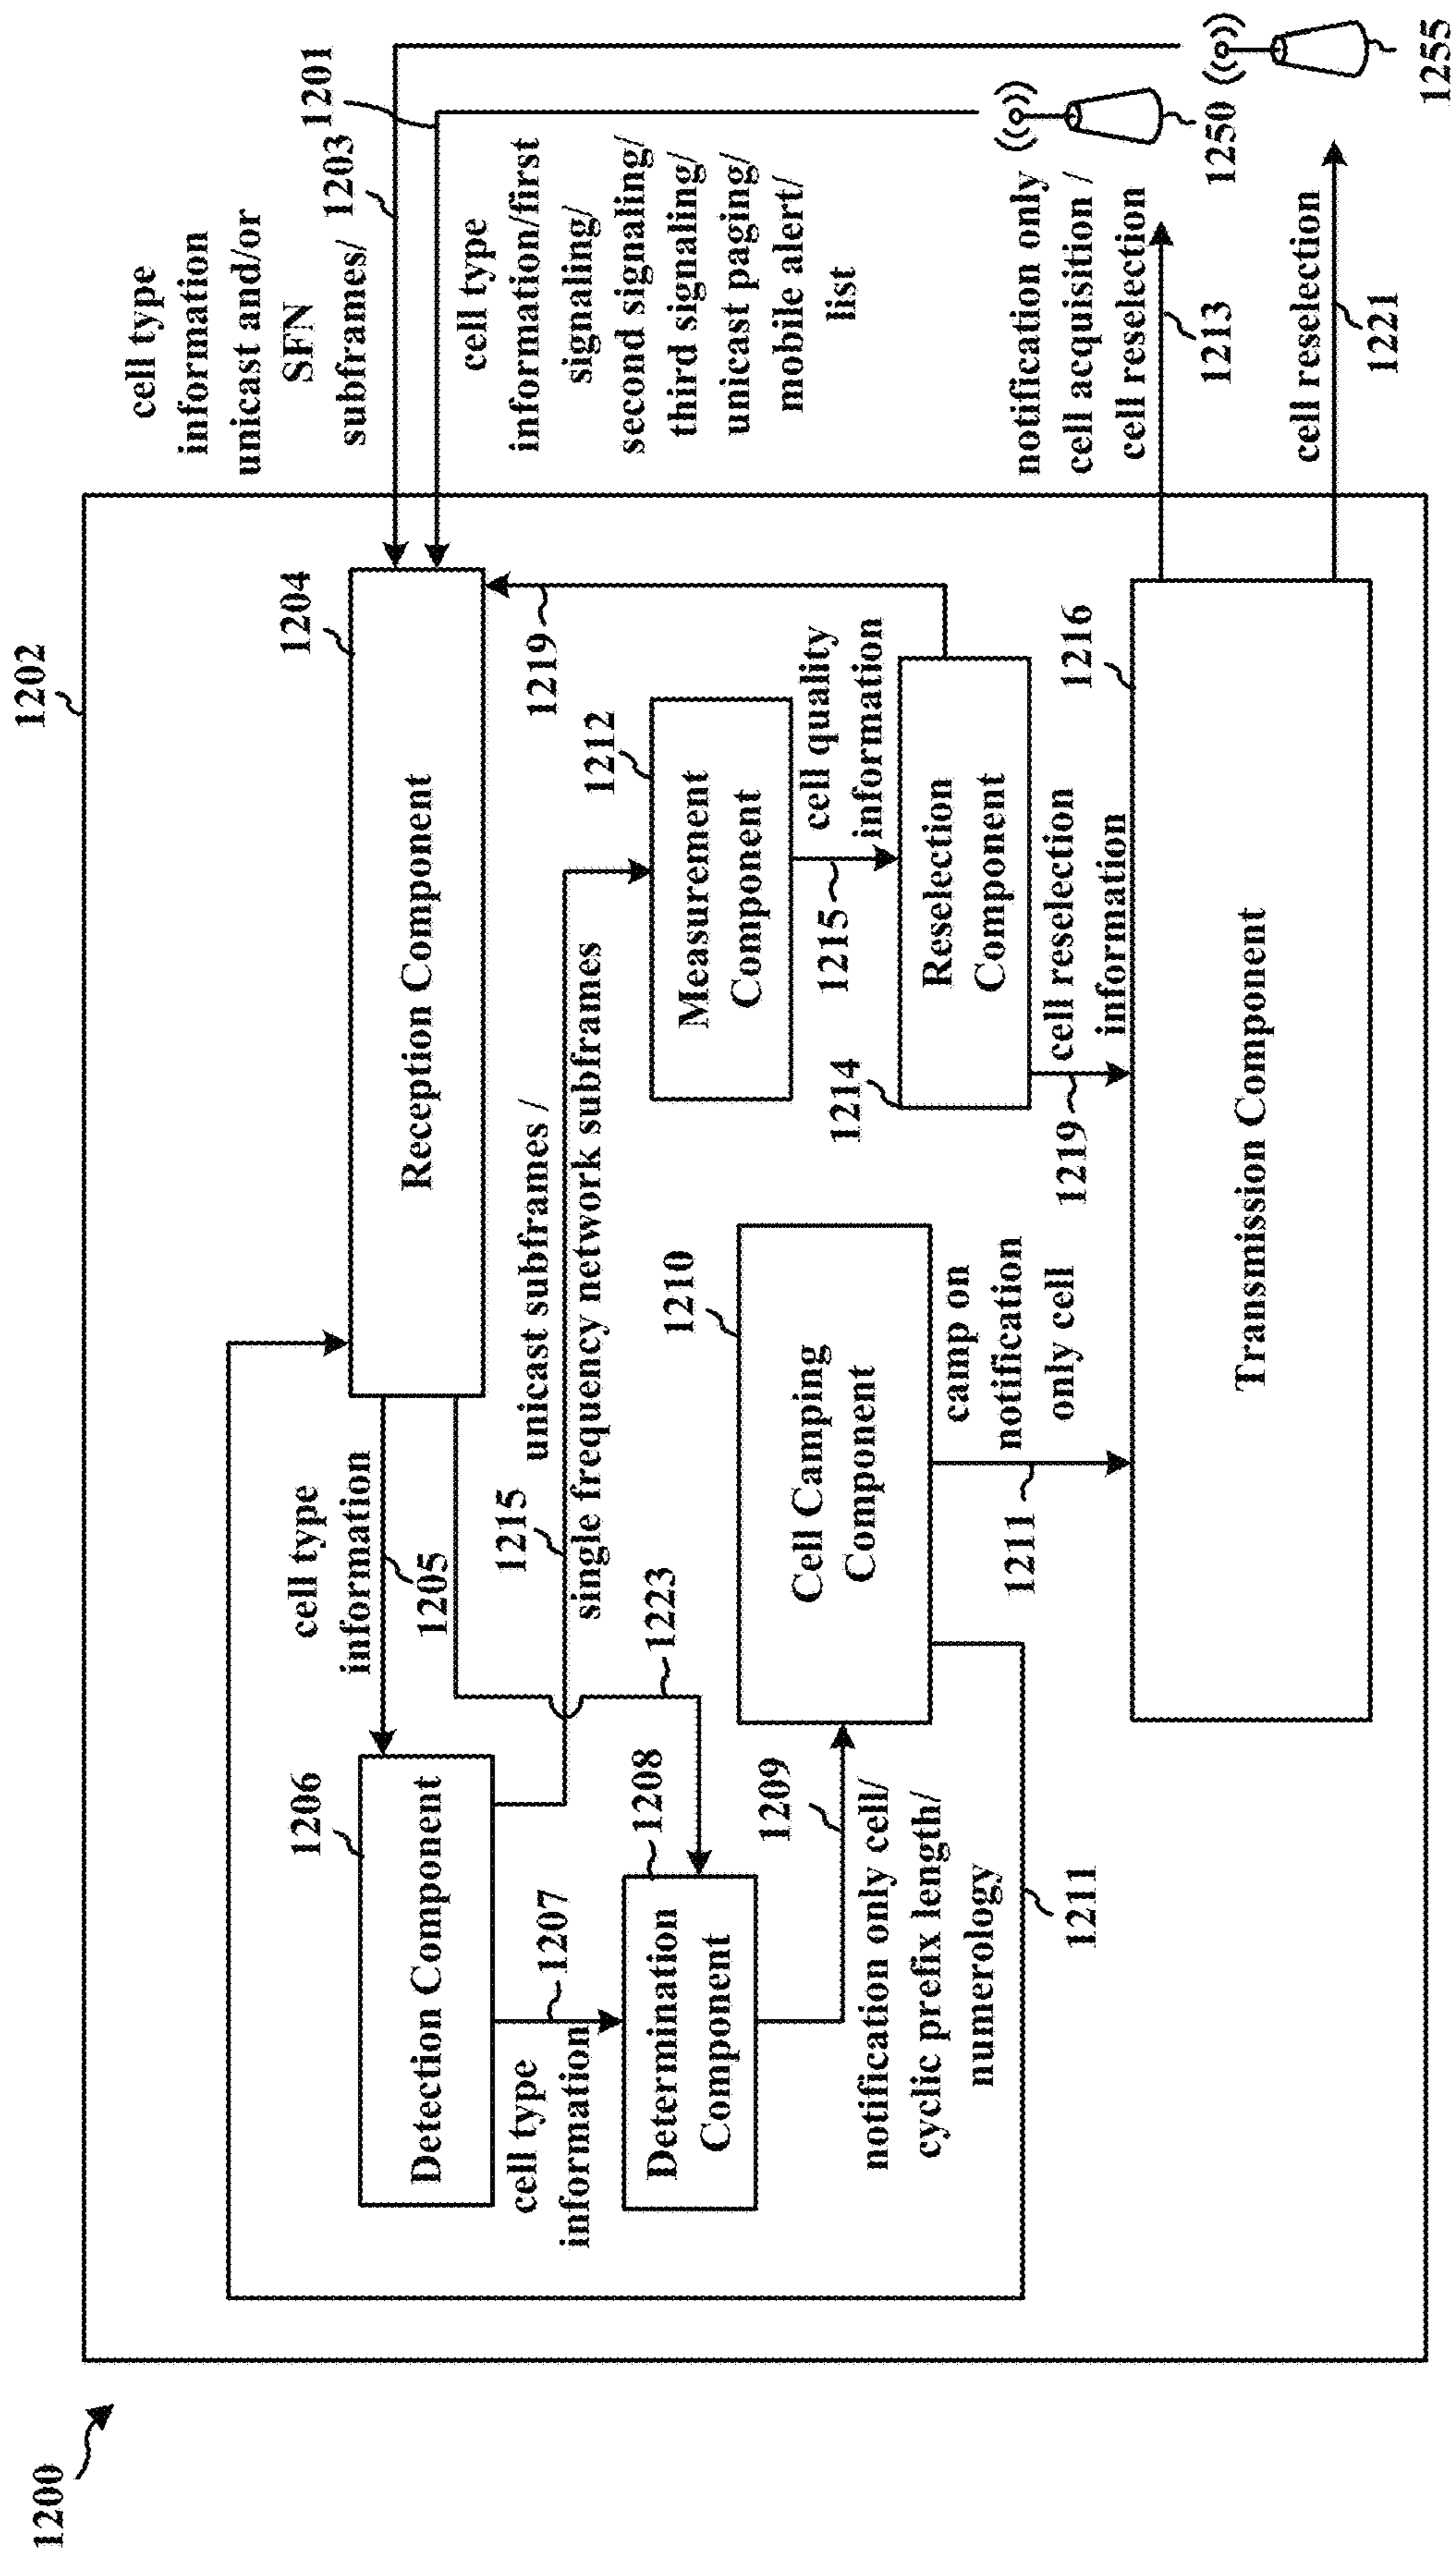 1200
1202
cell type
information
unicast and/or
SFN
subframes/
1203
1201
cell type
information/first
signaling/
second signaling/
third signaling/
unicast paging/
mobile alert/
list
1204
Reception Component
cell type
information
1205
1206
Detection Component
1215
unicast subframes /
single frequency network subframes
1219
1212
Measurement
Component
cell quality
information
1215
1223
1207
cell type
information
1208
Determination
Component
1209
notification only cell/
cyclic prefix length/
numerology
1210
Cell Camping
Component
1214
Reselection
Component
camp on
notification
only cell
1211
1211
cell reselection
information
1219
1216
Transmission Component
notification only
cell acquisition /
cell reselection
1213
1250
cell reselection
1221
1255